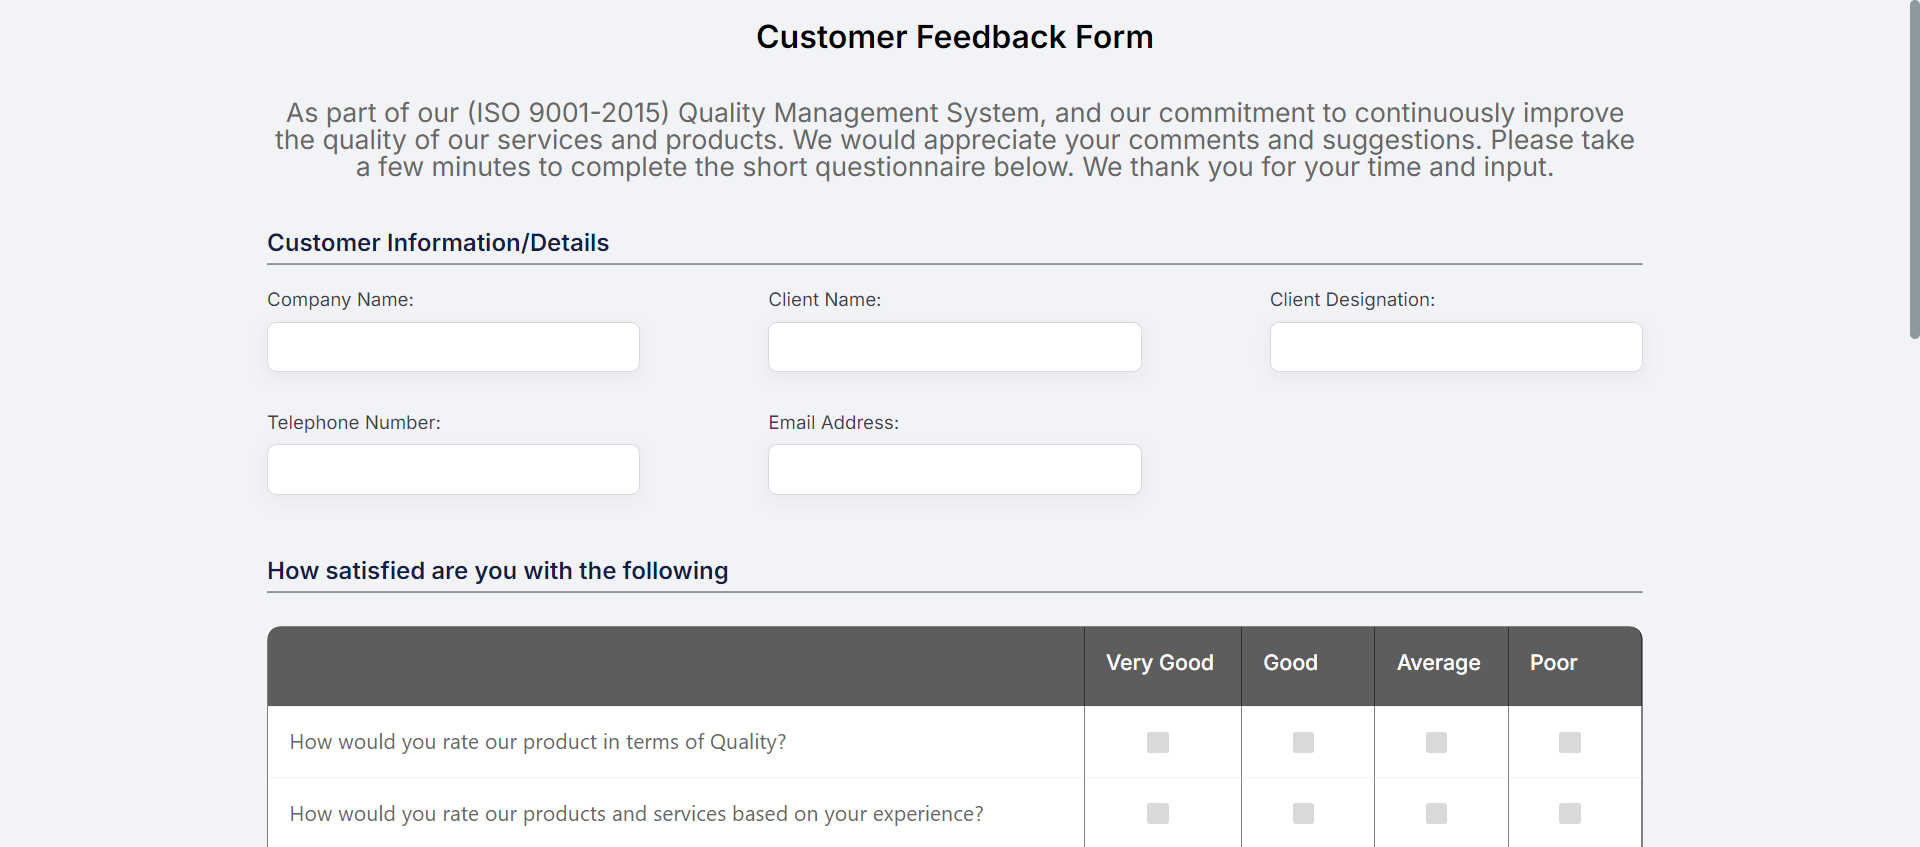 Customer Feedback Form
As part of our (ISO 9001-2015) Quality Management System, and our commitment to continuously improve
the quality of our services and products. We would appreciate your comments and suggestions. Please take
a few minutes to complete the short questionnaire below. We thank you for your time and input.
Customer Information/Details
Company Name:
Client Name:
Client Designation:
Telephone Number:
Email Address:
How satisfied are you with the following
Very Good
Good
Average
Poor
How would you rate our product in terms of Quality?
How would you rate our products and services based on your experience?